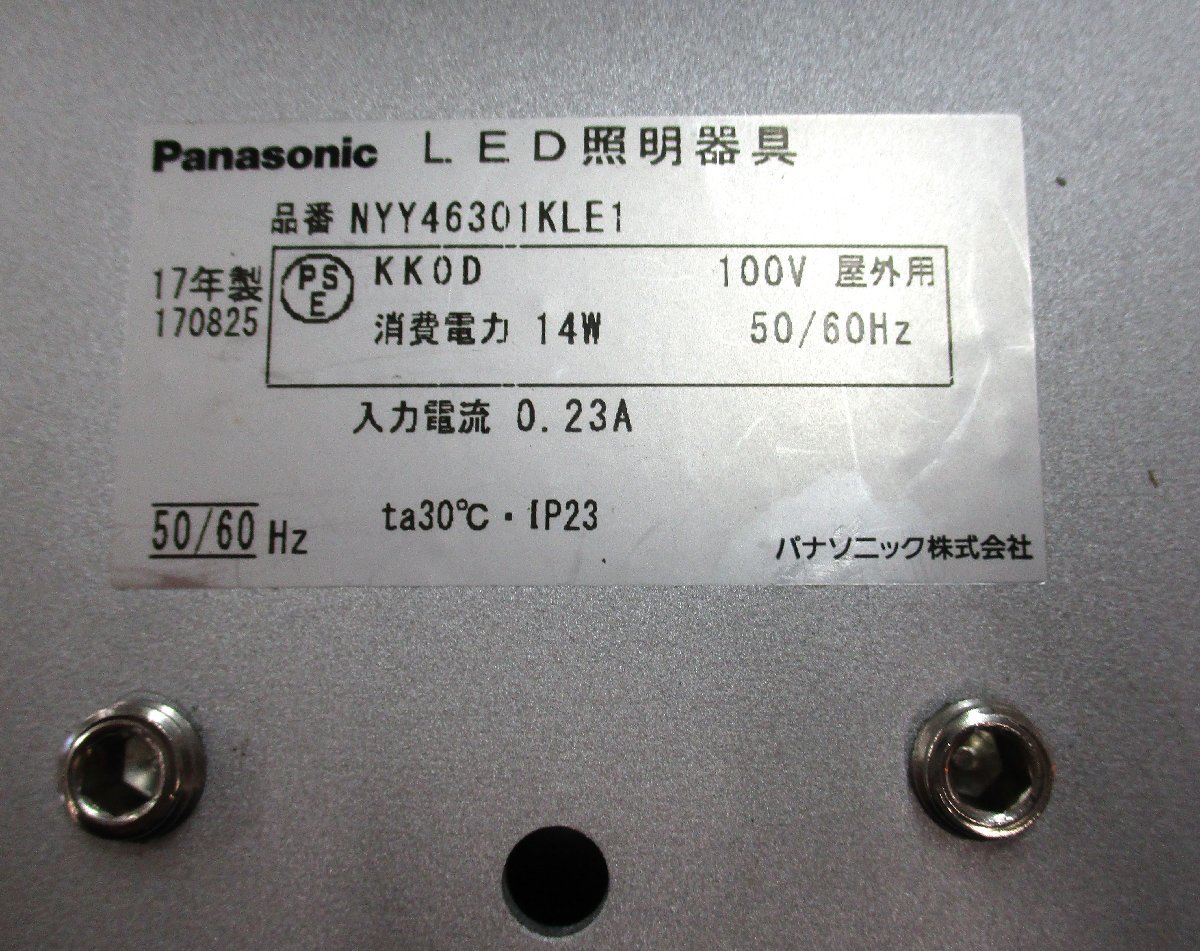 Panasonic LED照明器具
品番 NYY46301KLE1
17年製
170825
PSE KKOD 100V 屋外用
消費電力 14W 50/60Hz
入力電流 0.23A
50/60 Hz ta30℃・IP23
パナソニック株式会社